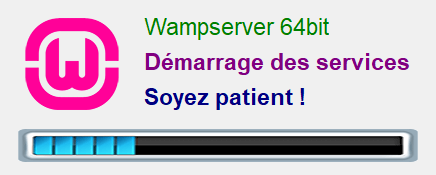 Wampserver 64bit
Démarrage des services
Soyez patient !